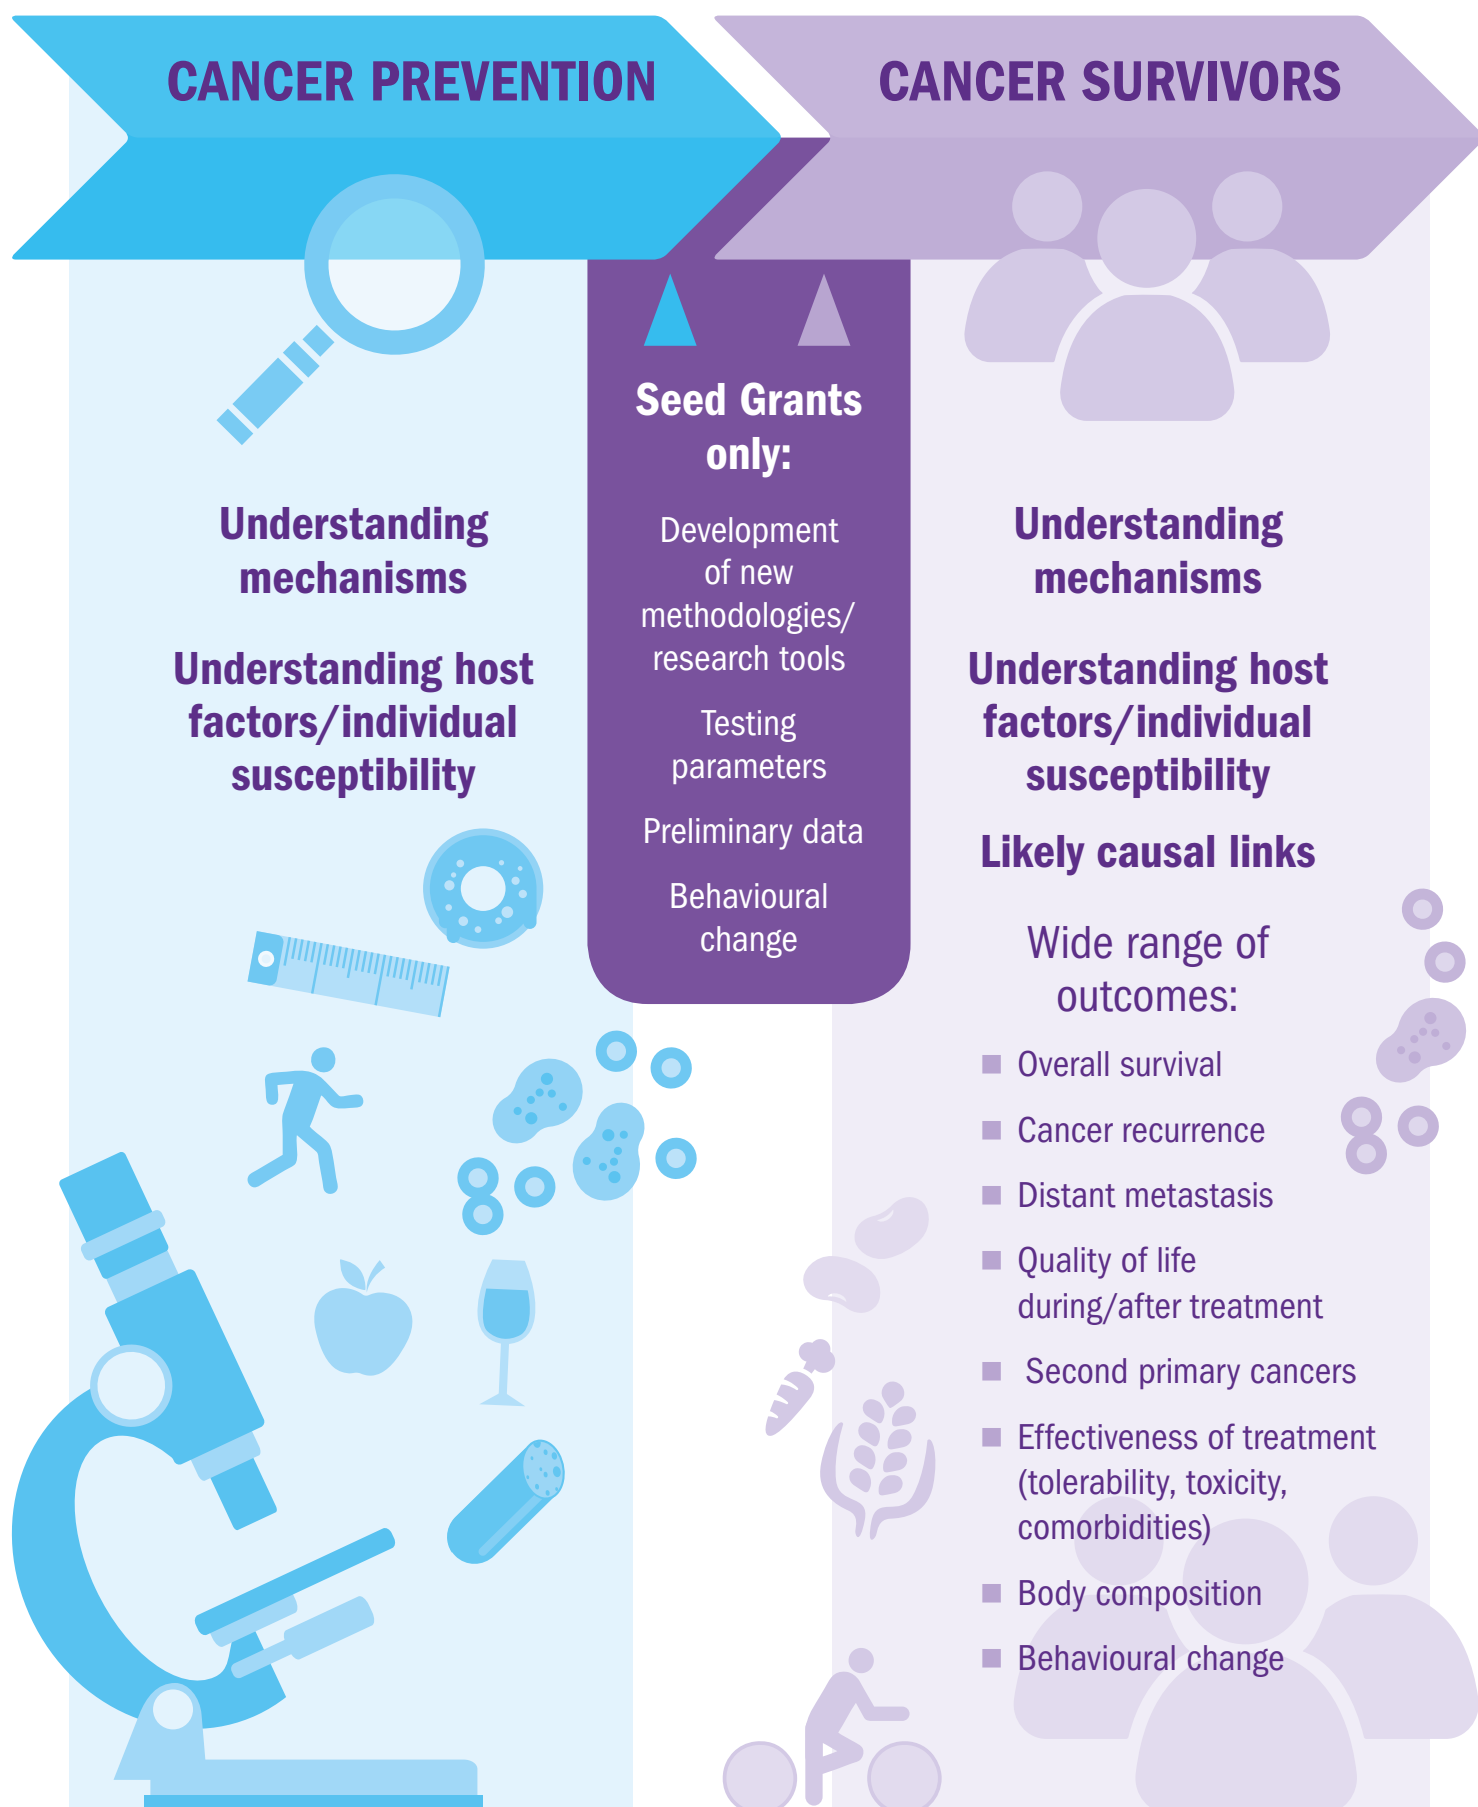 CANCER PREVENTION
CANCER SURVIVORS
Understanding
mechanisms
Understanding host
factors/individual
susceptibility
Seed Grants
only:
Development
of new
methodologies/
research tools
Testing
parameters
Preliminary data
Behavioural
change
Understanding
mechanisms
Understanding host
factors/individual
susceptibility
Likely causal links
Wide range of
outcomes:
■ Overall survival
■ Cancer recurrence
■ Distant metastasis
■ Quality of life
during/after treatment
■ Second primary cancers
■ Effectiveness of treatment
(tolerability, toxicity,
comorbidities)
■ Body composition
■ Behavioural change